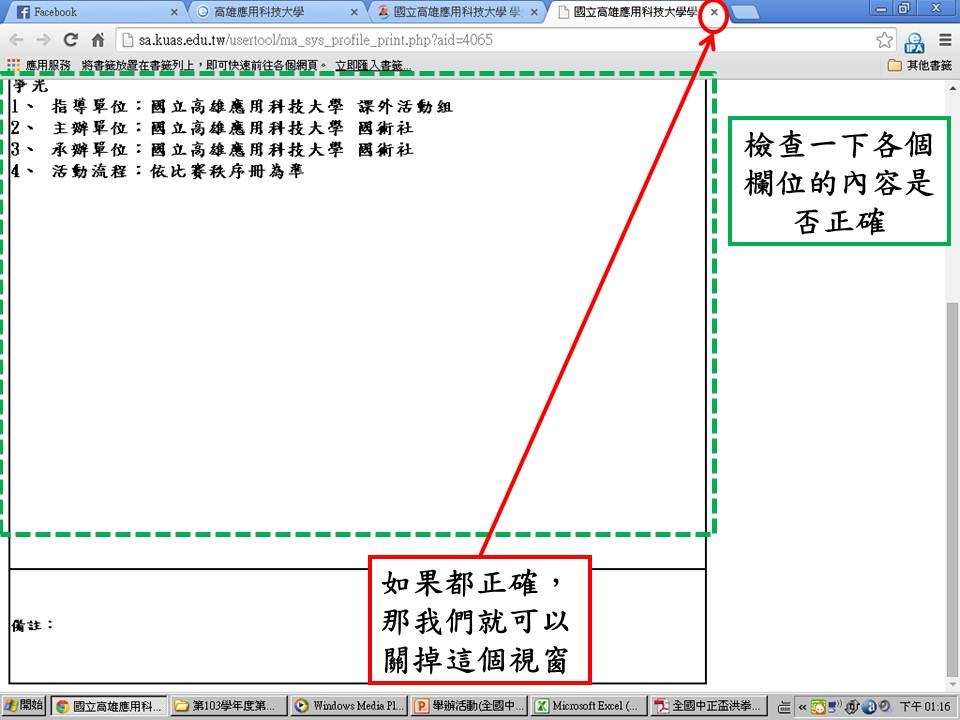 Facebook
高雄應用科技大學
國立高雄應用科技大學 學
國立高雄應用科技大學學
sa.kuas.edu.tw/usertool/ma_sys_profile_print.php?aid=4065
IPA
應用服務 將書籤放置在書籤列上，即可快速前往各個網頁。 立即匯入書籤...
其他書籤
爭光
1、 指導單位：國立高雄應用科技大學 課外活動組
2、 主辦單位：國立高雄應用科技大學 國術社
3、 承辦單位：國立高雄應用科技大學 國術社
4、 活動流程：依比賽秩序冊為準
檢查一下各個
欄位的內容是
否正確
如果都正確，
那我們就可以
關掉這個視窗
備註：
開始
國立高雄應用科...
第103學年度第...
Windows Media Pl...
舉辦活動(全國中...
Microsoft Excel (...
全國中正盃洪拳...
下午 01:16